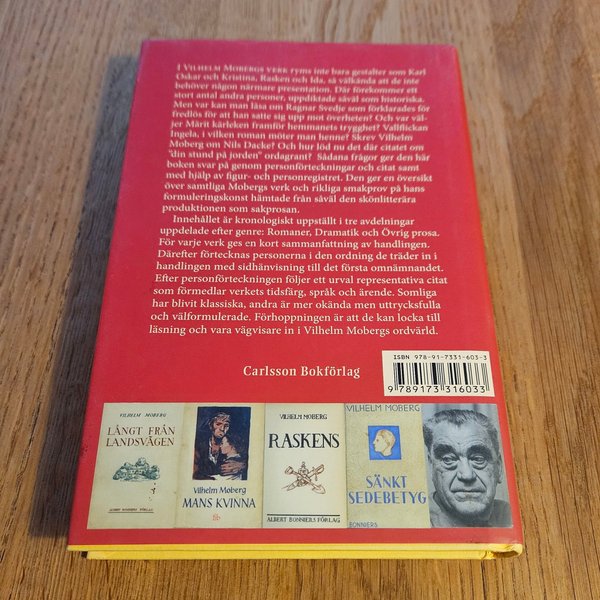 I VILHELM MOBERGS VERK ryms inte bara gestalter som Karl
Oskar och Kristina, Rasken och Ida, så välkända att de inte
behöver någon närmare presentation. Där förekommer ett
stort antal andra personer, uppdiktade såväl som historiska.
Men var kan man läsa om Ragnar Svedje som förklarades för
fredlös för att han satte sig upp mot överheten? Och var väl-
jer Märit kärleken framför hemmanets trygghet? Vallflickan
Ingela, i vilken roman möter man henne? Skrev Vilhelm
Moberg om Nils Dacke? Och hur löd nu det där citatet om
"din stund på jorden" ordagrant? Sådana frågor ger den här
boken svar på genom personförteckningar och citat samt
med hjälp av figur- och personregistret. Den ger en översikt
över samtliga Mobergs verk och rikliga smakprov på hans
formuleringskonst hämtade från såväl den skönlitterära
produktionen som sakprosan.
Innehållet är kronologiskt uppställt i tre avdelningar
uppdelade efter genre: Romaner, Dramatik och Övrig prosa.
För varje verk ges en kort sammanfattning av handlingen.
Därefter förtecknas personerna i den ordning de träder in i
handlingen med sidhänvisning till det första omnämnandet.
Efter personförteckningen följer ett urval representativa citat
som förmedlar verkets tidsfärg, språk och ärende. Somliga
har blivit klassiska, andra är mer okända men uttrycksfulla
och välformulerade. Förhoppningen är att de kan locka till
läsning och vara vägvisare in i Vilhelm Mobergs ordvärld.
ISBN 978-91-7331-603-3
9 789173 316033
Carlsson Bokförlag
VILHELM MOBERG
LÅNGT FRÅN
LANDSVÄGEN
ALBERT BONNIERS FÖRLAG
Vilhelm Moberg
MANS KVINNA
fib
VILHELM MOBERG
RASKENS
ALBERT BONNIERS FÖRLAG
VILHELM MOBERG
SÄNKT
SEDEBETYG
BONNIERS